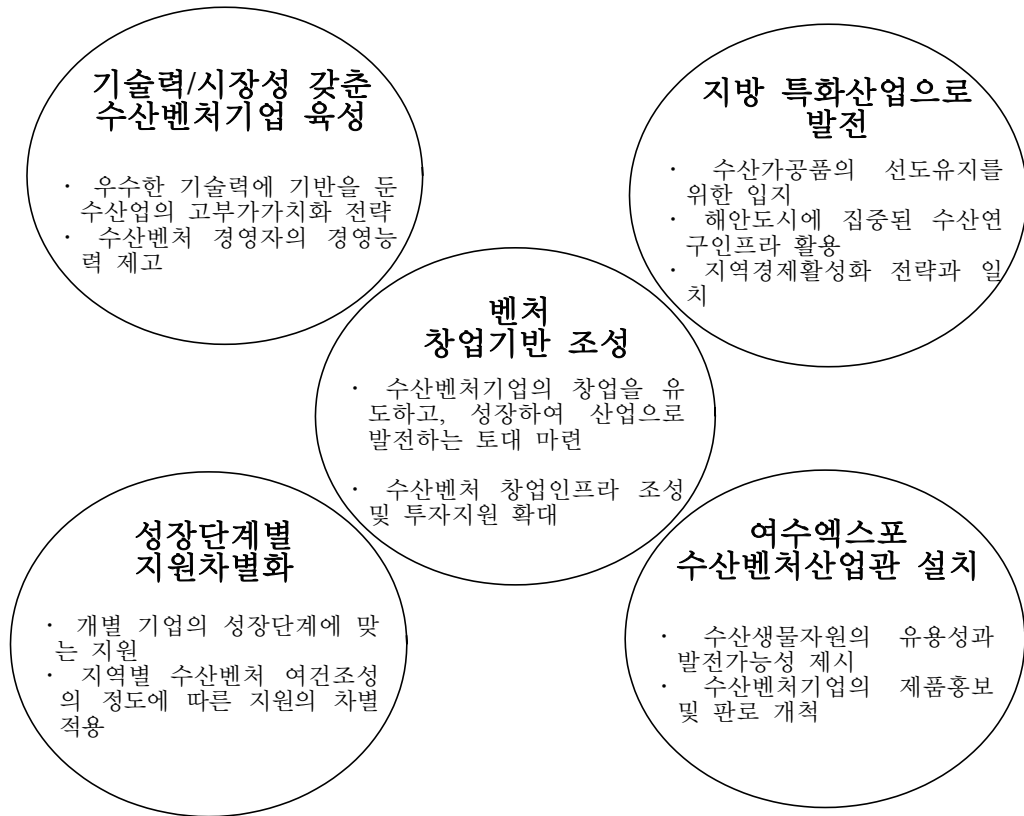 기술력/시장성 갖춘
수산벤처기업 육성
· 우수한 기술력에 기반을 둔
수산업의 고부가가치화 전략
· 수산벤처 경영자의 경영능
력 제고
지방 특화산업으로
발전
· 수산가공품의 선도유지를
위한 입지
· 해안도시에 집중된 수산연
구인프라 활용
· 지역경제활성화 전략과 일
치
벤처
창업기반 조성
· 수산벤처기업의 창업을 유
도하고, 성장하여 산업으로
발전하는 토대 마련
· 수산벤처 창업인프라 조성
및 투자지원 확대
성장단계별
지원차별화
· 개별 기업의 성장단계에 맞
는 지원
· 지역별 수산벤처 여건조성
의 정도에 따른 지원의 차별
적용
여수엑스포
수산벤처산업관 설치
· 수산생물자원의 유용성과
발전가능성 제시
· 수산벤처기업의 제품홍보
및 판로 개척